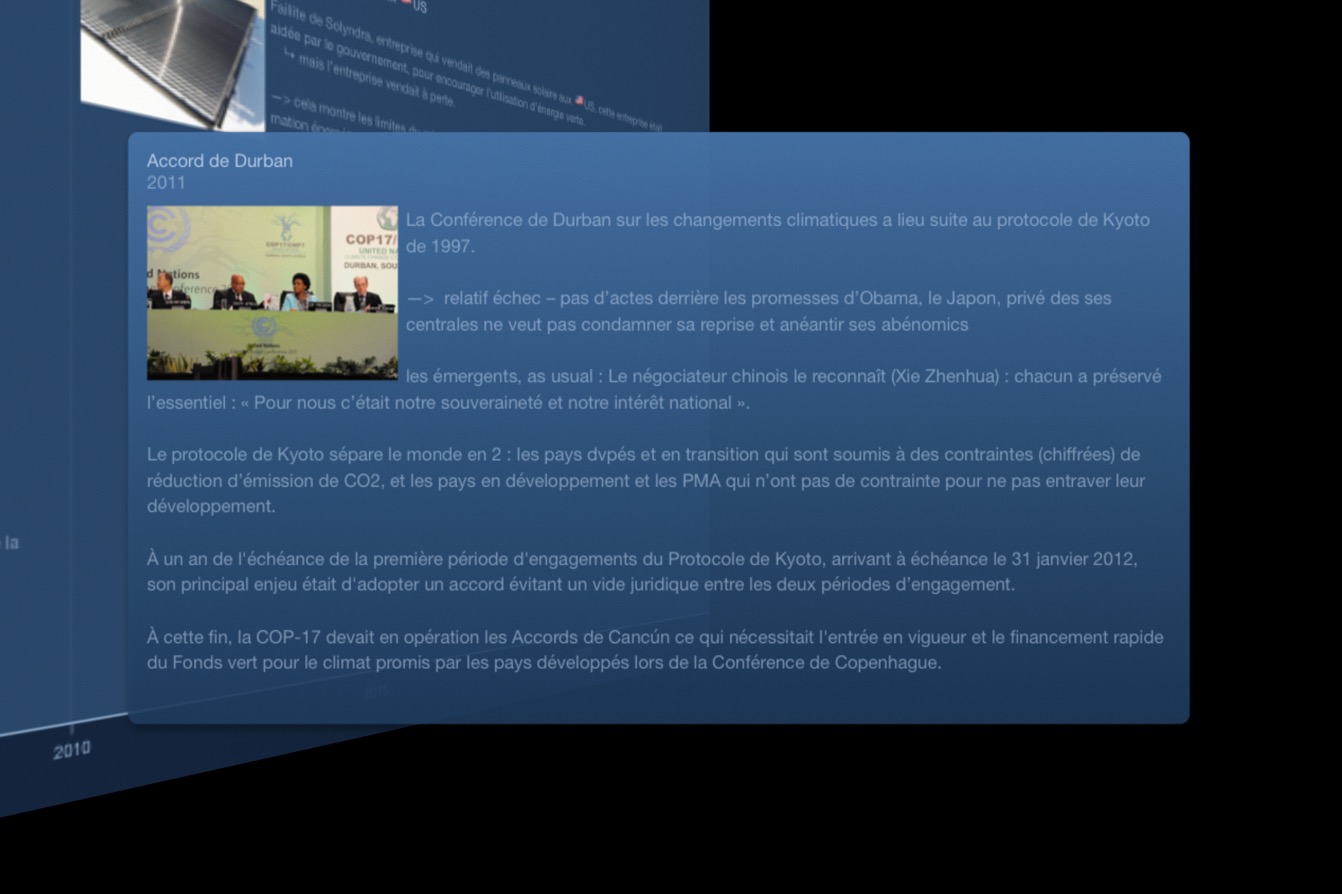 US
Faillite de Solyndra, entreprise qui vendait des panneaux solaire aux US, cette entreprise était
aidée par le gouvernement, pour encourager l'utilisation d'énergie verte.
↳ mais l'entreprise vendait à perte.
—> cela montre les limites
Accord de Durban
2011
COP17/
UNITED NA
DURBAN, SOU
d Nations
La Conférence de Durban sur les changements climatiques a lieu suite au protocole de Kyoto
de 1997.
—> relatif échec – pas d’actes derrière les promesses d’Obama, le Japon, privé des ses
centrales ne veut pas condamner sa reprise et anéantir ses abénomics
les émergents, as usual : Le négociateur chinois le reconnaît (Xie Zhenhua) : chacun a préservé
l’essentiel : « Pour nous c’était notre souveraineté et notre intérêt national ».
Le protocole de Kyoto sépare le monde en 2 : les pays dvpés et en transition qui sont soumis à des contraintes (chiffrées) de
réduction d’émission de CO2, et les pays en développement et les PMA qui n’ont pas de contrainte pour ne pas entraver leur
développement.
À un an de l'échéance de la première période d'engagements du Protocole de Kyoto, arrivant à échéance le 31 janvier 2012,
son principal enjeu était d'adopter un accord évitant un vide juridique entre les deux périodes d’engagement.
À cette fin, la COP-17 devait en opération les Accords de Cancún ce qui nécessitait l'entrée en vigueur et le financement rapide
du Fonds vert pour le climat promis par les pays développés lors de la Conférence de Copenhague.
la
2010